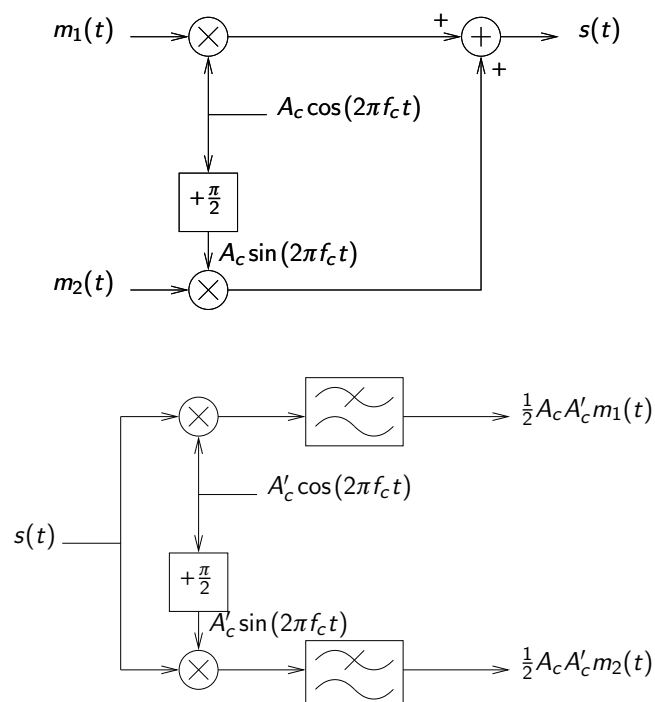 m₁(t) + + s(t)
+
A_c cos(2πf_c t)
+π/2
A_c sin(2πf_c t)
m₂(t)
½A_cA′_c m₁(t)
A′_c cos(2πf_c t)
s(t)
+π/2
A′_c sin(2πf_c t)
½A_cA′_c m₂(t)